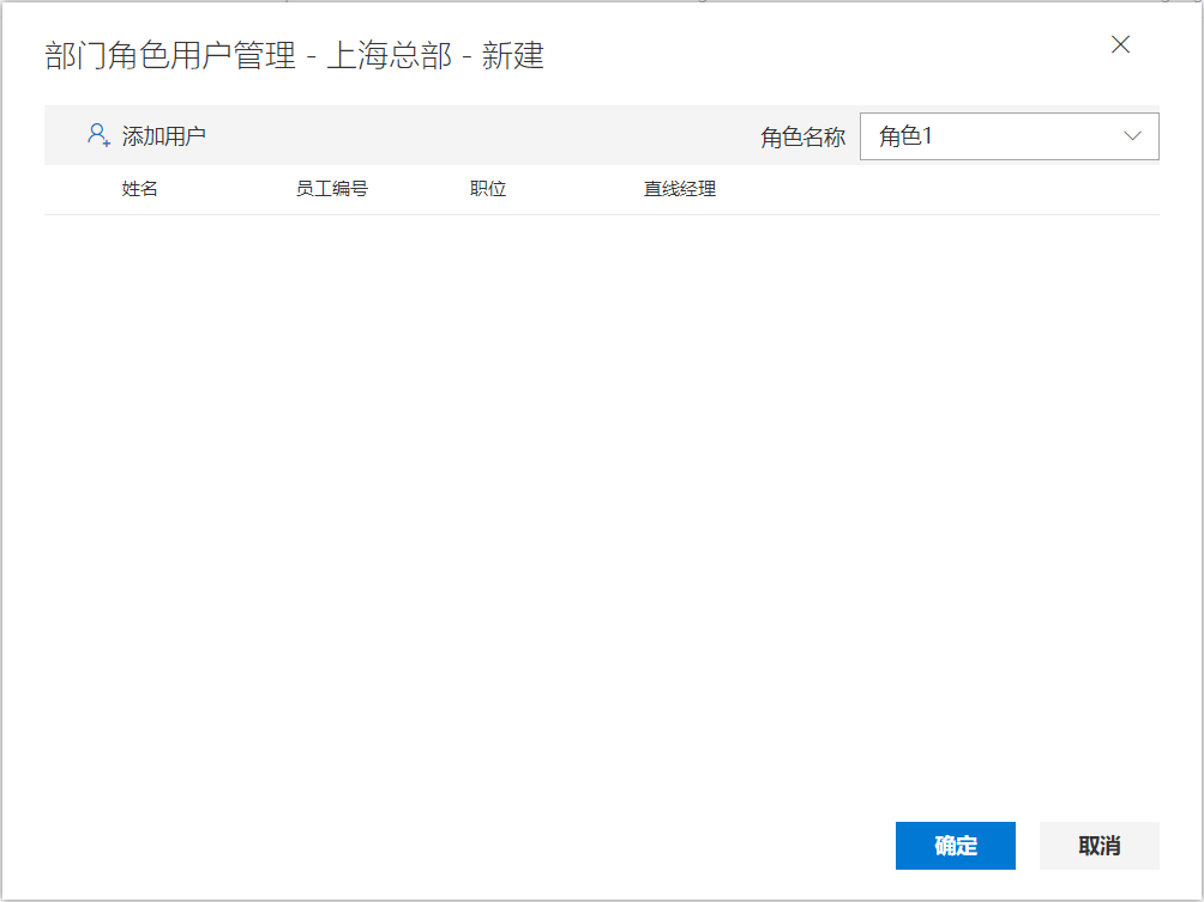 部门角色用户管理 - 上海总部 - 新建
添加用户 角色名称 角色1
姓名 员工编号 职位 直线经理
确定 取消